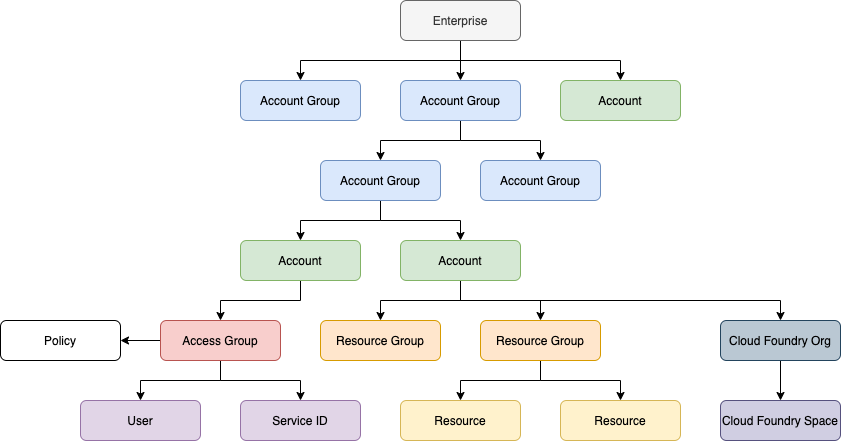 Enterprise
Account Group
Account Group
Account
Account Group
Account Group
Account
Account
Policy
Access Group
Resource Group
Resource Group
Cloud Foundry Org
User
Service ID
Resource
Resource
Cloud Foundry Space